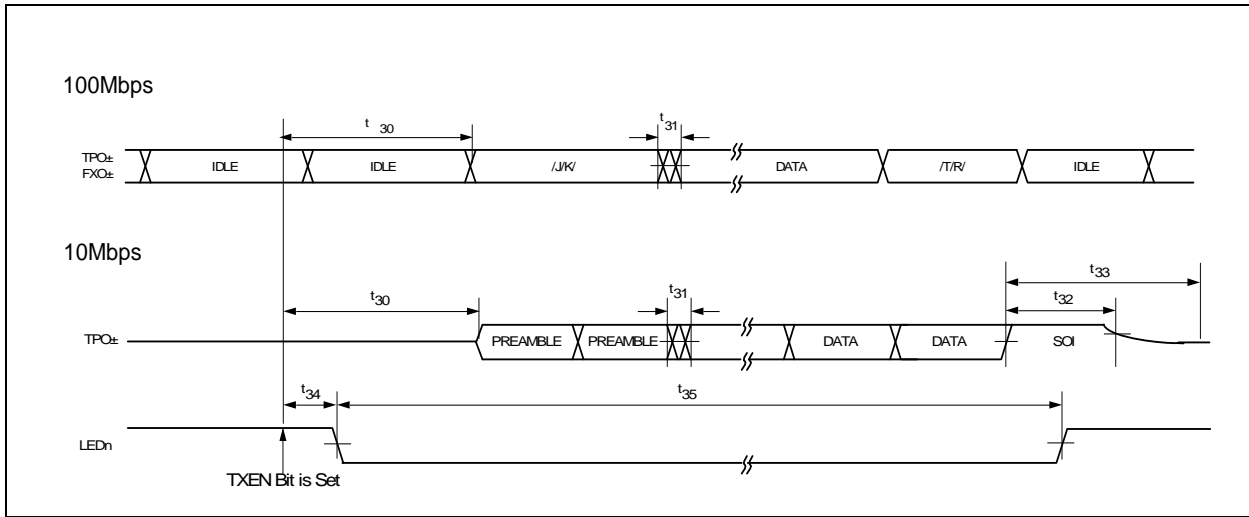 100Mbps
t30
t31
TPO±
FXO±
IDLE
IDLE
/J/K/
DATA
/T/R/
IDLE
10Mbps
t33
t30
t31
t32
TPO±
PREAMBLE
PREAMBLE
DATA
DATA
SOI
t34
t35
LEDn
TXEN Bit is Set